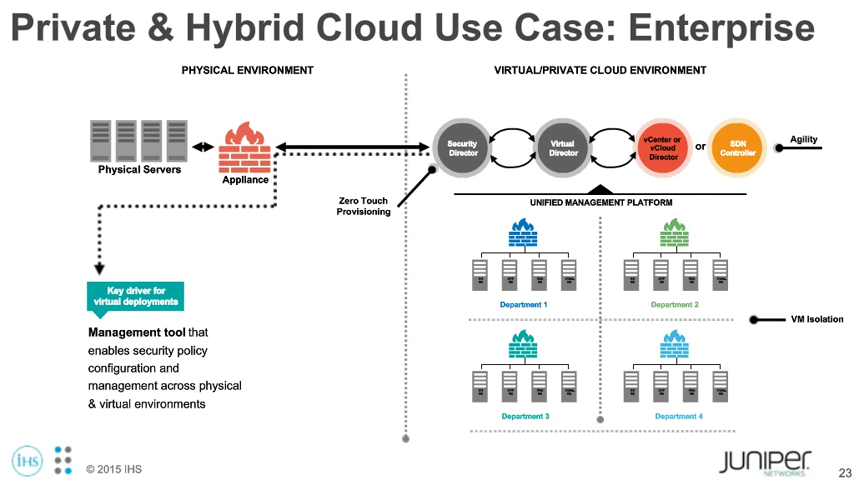 Private & Hybrid Cloud Use Case: Enterprise
PHYSICAL ENVIRONMENT
VIRTUAL/PRIVATE CLOUD ENVIRONMENT
Physical Servers
Appliance
Security
Director
Virtual
Director
vCenter or
vCloud
Director
or
SDN
Controller
Agility
Zero Touch
Provisioning
UNIFIED MANAGEMENT PLATFORM
Key driver for
virtual deployments
Management tool that
enables security policy
configuration and
management across physical
& virtual environments
Department 1
Department 2
VM Isolation
Department 3
Department 4
iHS
© 2015 IHS
JUNIPER
NETWORKS
23